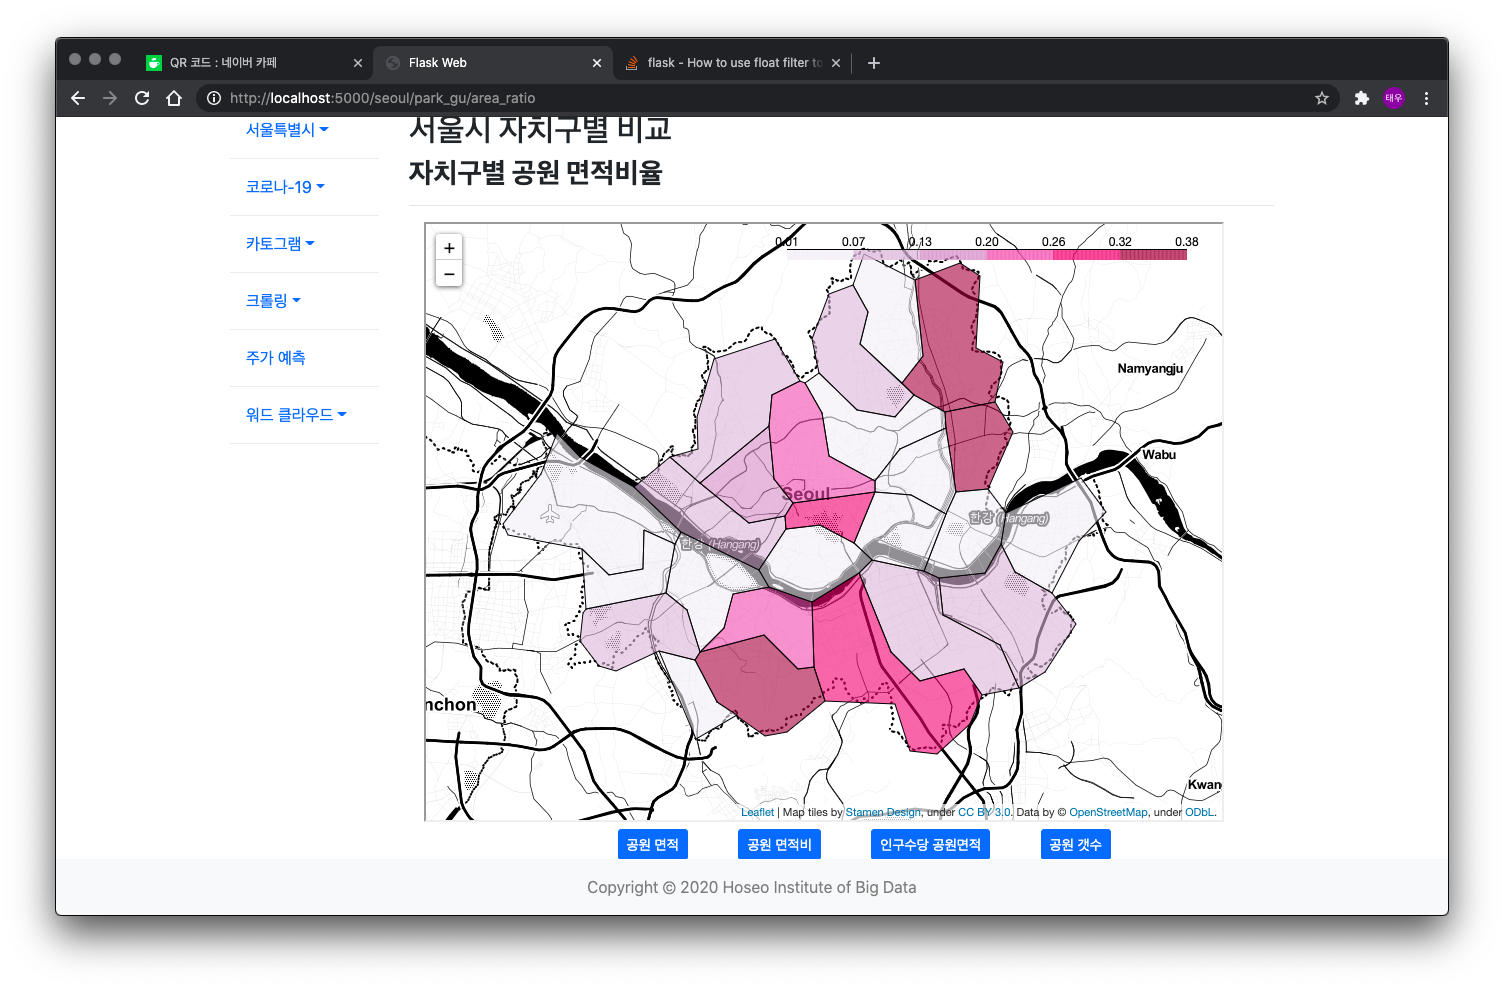 QR 코드 : 네이버 카페
Flask Web
flask - How to use float filter to
http://localhost:5000/seoul/park_gu/area_ratio
태우
서울특별시
코로나-19
카토그램
크롤링
주가 예측
워드 클라우드
서울시 자치구별 비교
자치구별 공원 면적비율
+
−
0.01 0.07 0.13 0.20 0.26 0.32 0.38
Namyangju
Wabu
Seoul
한강 (Hangang)
한강 (Hangang)
nchon
Kwan
Leaflet | Map tiles by Stamen Design, under CC BY 3.0. Data by © OpenStreetMap, under ODbL.
공원 면적
공원 면적비
인구수당 공원면적
공원 갯수
Copyright © 2020 Hoseo Institute of Big Data